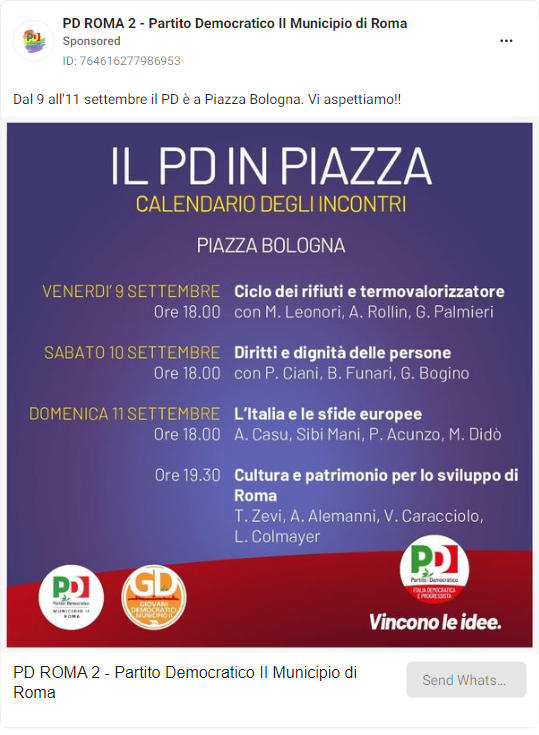 PD ROMA 2 - Partito Democratico II Municipio di Roma
Sponsored
ID: 764616277986953
Dal 9 all'11 settembre il PD è a Piazza Bologna. Vi aspettiamo!!
IL PD IN PIAZZA
CALENDARIO DEGLI INCONTRI
PIAZZA BOLOGNA
VENERDI' 9 SETTEMBRE Ciclo dei rifiuti e termovalorizzatore
Ore 18.00 con M. Leonori, A. Rollin, G. Palmieri
SABATO 10 SETTEMBRE Diritti e dignità delle persone
Ore 18.00 con P. Ciani, B. Funari, G. Bogino
DOMENICA 11 SETTEMBRE L'Italia e le sfide europee
Ore 18.00 A. Casu, Sibi Mani, P. Acunzo, M. Didò
Ore 19.30 Cultura e patrimonio per lo sviluppo di
Roma
T. Zevi, A. Alemanni, V. Caracciolo,
L. Colmayer
PD
Partito Democratico
MUNICIPIO II
ROMA
GD
GIOVANI
DEMOCRATICI
MUNICIPIO II
PD
Partito Democratico
ITALIA DEMOCRATICA
E PROGRESSISTA
Vincono le idee.
PD ROMA 2 - Partito Democratico II Municipio di
Roma
Send Whats...